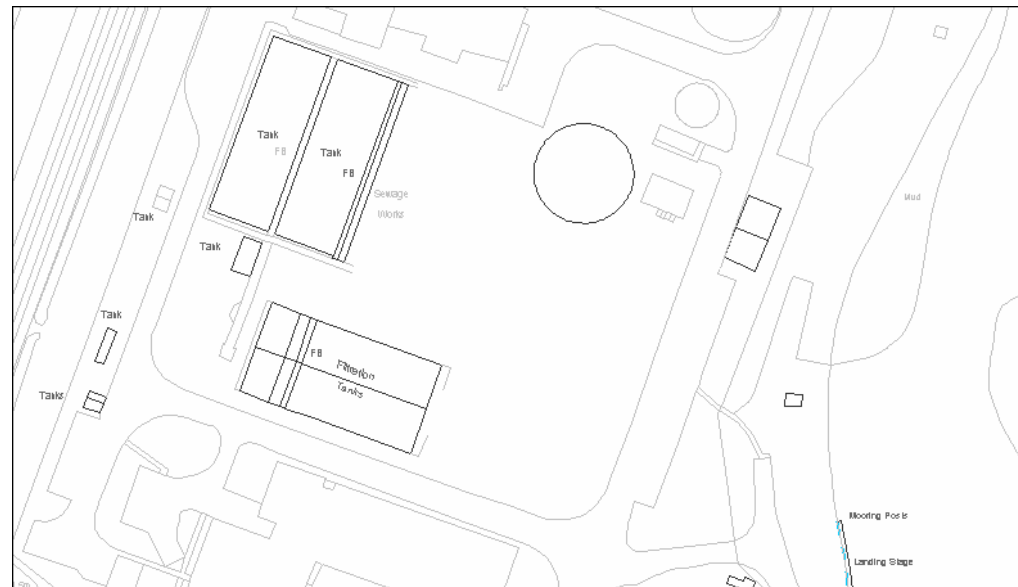 Tank
FB
Tank
FB
Sewage
Works
Mud
Tank
Tank
Tank
FB
Filtration
Tanks
Tanks
Mooring Posts
Landing Stage